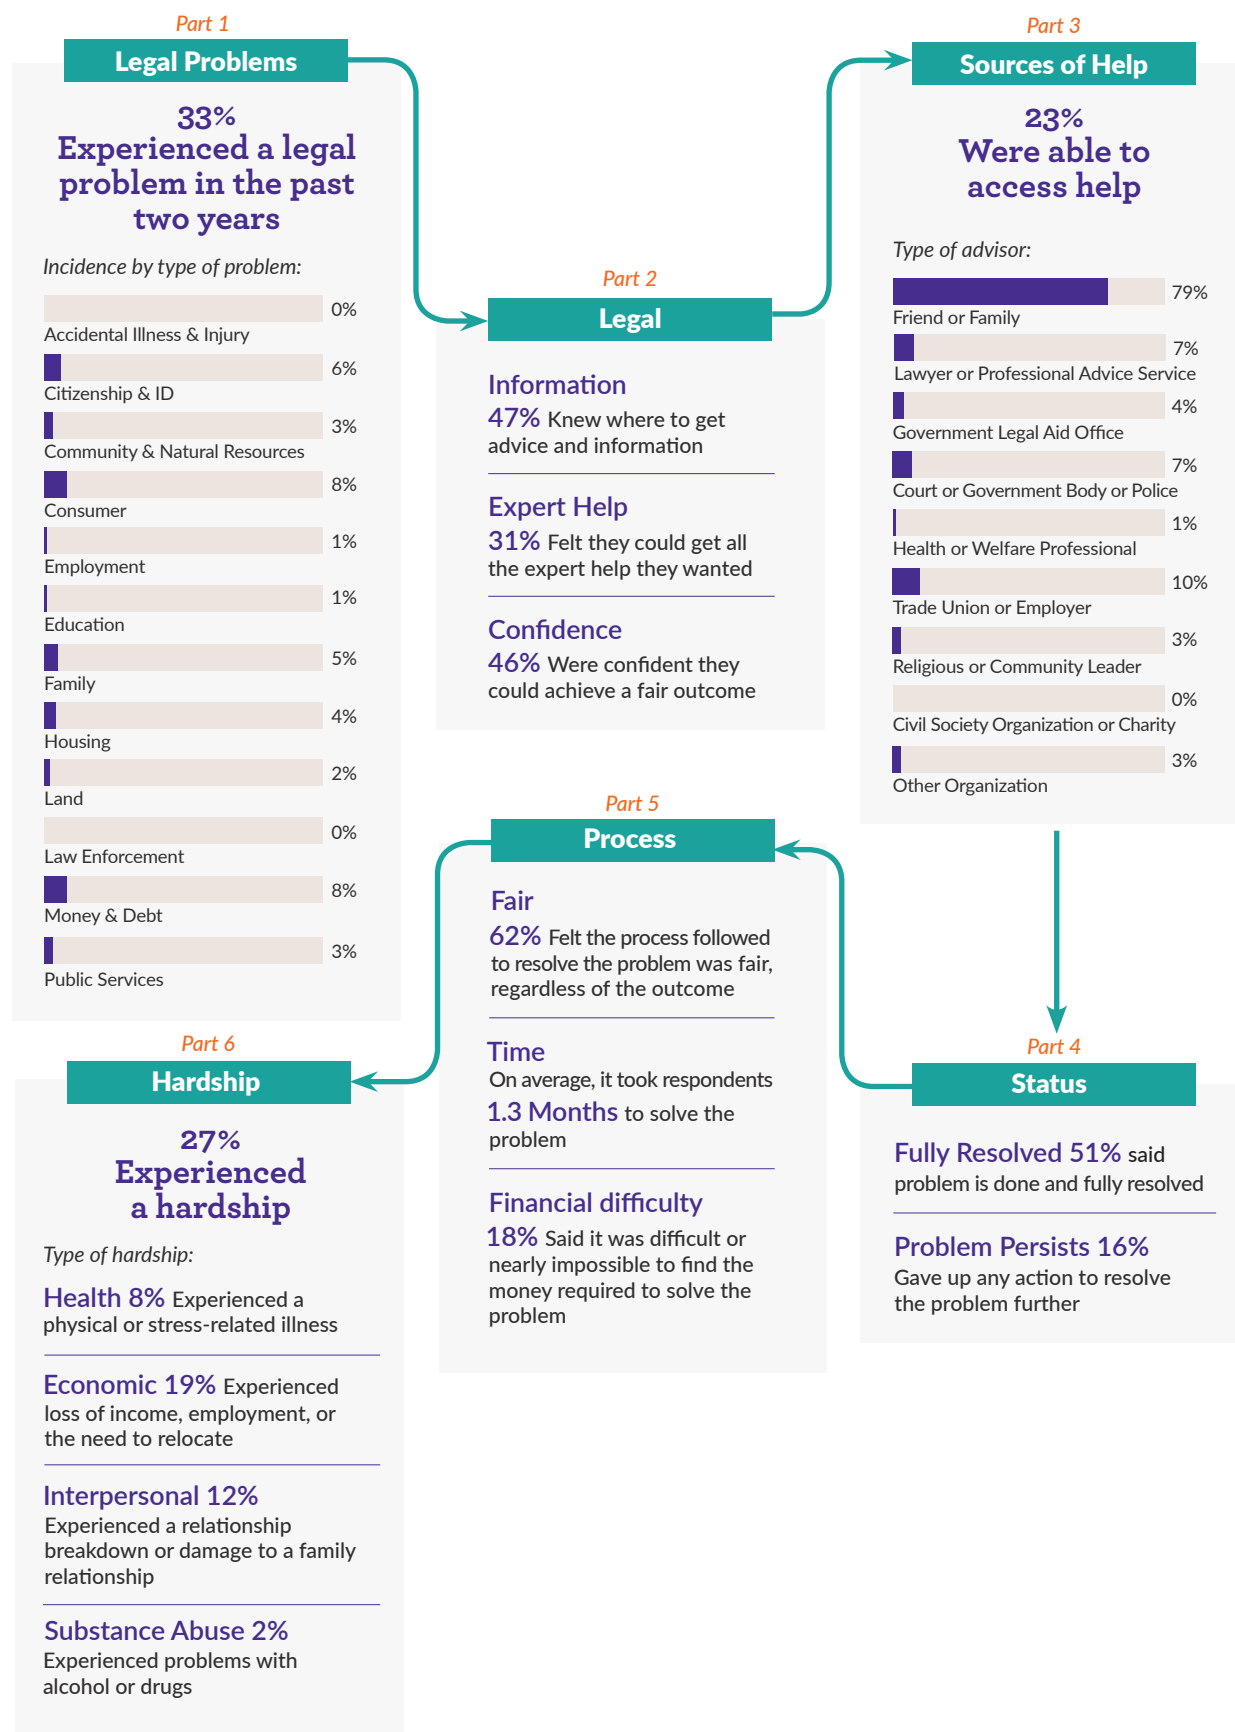 Part 1
Legal Problems
33%
Experienced a legal
problem in the past
two years
Incidence by type of problem:
0%
Accidental Illness & Injury
6%
Citizenship & ID
3%
Community & Natural Resources
8%
Consumer
1%
Employment
1%
Education
5%
Family
4%
Housing
2%
Land
0%
Law Enforcement
8%
Money & Debt
3%
Public Services
Part 2
Legal
Information
47% Knew where to get
advice and information
Expert Help
31% Felt they could get all
the expert help they wanted
Confidence
46% Were confident they
could achieve a fair outcome
Part 3
Sources of Help
23%
Were able to
access help
Type of advisor:
79%
Friend or Family
7%
Lawyer or Professional Advice Service
4%
Government Legal Aid Office
7%
Court or Government Body or Police
1%
Health or Welfare Professional
10%
Trade Union or Employer
3%
Religious or Community Leader
0%
Civil Society Organization or Charity
3%
Other Organization
Part 4
Status
Fully Resolved 51% said
problem is done and fully resolved
Problem Persists 16%
Gave up any action to resolve
the problem further
Part 5
Process
Fair
62% Felt the process followed
to resolve the problem was fair,
regardless of the outcome
Time
On average, it took respondents
1.3 Months to solve the
problem
Financial difficulty
18% Said it was difficult or
nearly impossible to find the
money required to solve the
problem
Part 6
Hardship
27%
Experienced
a hardship
Type of hardship:
Health 8% Experienced a
physical or stress-related illness
Economic 19% Experienced
loss of income, employment, or
the need to relocate
Interpersonal 12%
Experienced a relationship
breakdown or damage to a family
relationship
Substance Abuse 2%
Experienced problems with
alcohol or drugs